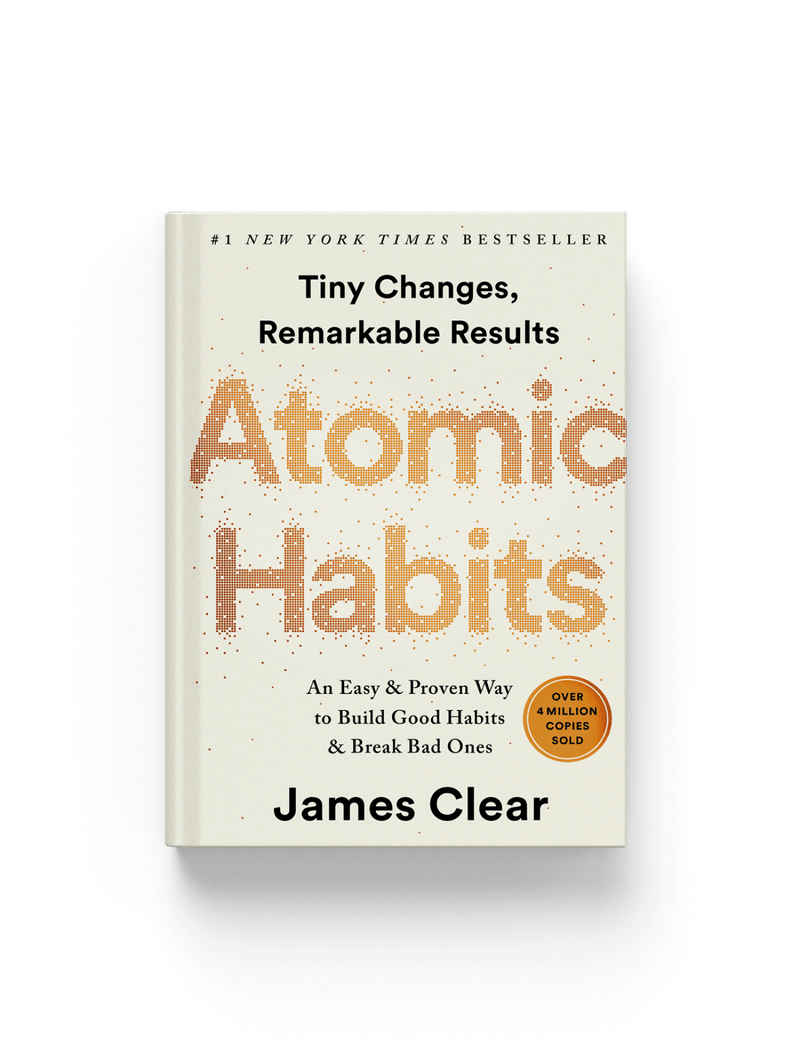 #1 NEW YORK TIMES BESTSELLER
Tiny Changes,
Remarkable Results
Atomic
Habits
An Easy & Proven Way
to Build Good Habits
& Break Bad Ones
OVER
4 MILLION
COPIES
SOLD
James Clear